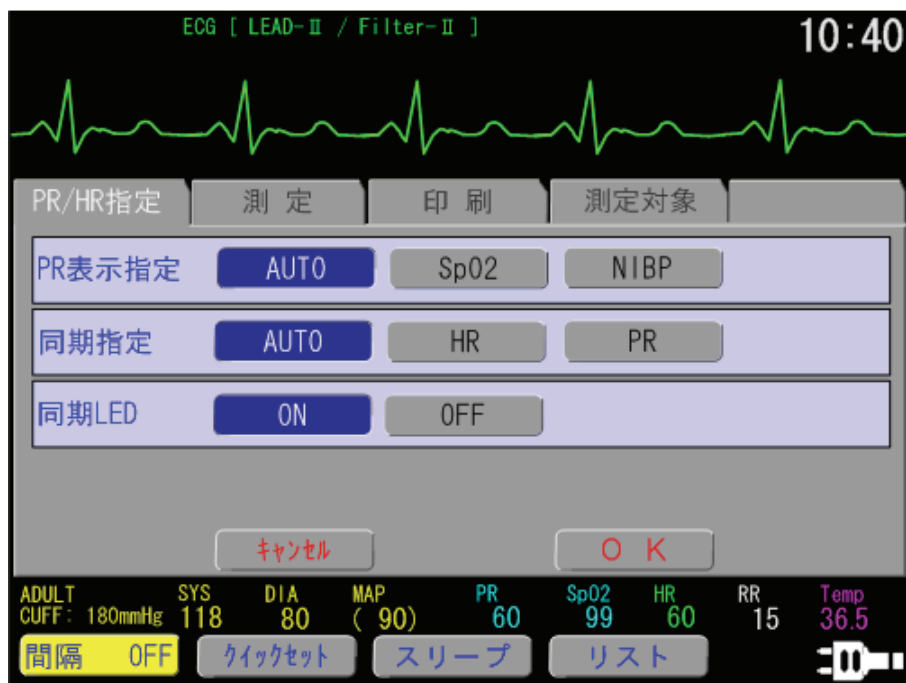 ECG [ LEAD-Ⅱ / Filter-Ⅱ ]
10:40
PR/HR指定 測 定 印 刷 測定対象
PR表示指定 AUTO SpO2 NIBP
同期指定 AUTO HR PR
同期LED ON OFF
キャンセル O K
ADULT SYS DIA MAP PR SpO2 HR RR Temp
CUFF: 180mmHg 118 80 ( 90) 60 99 60 15 36.5
間隔 OFF クイックセット スリープ リスト